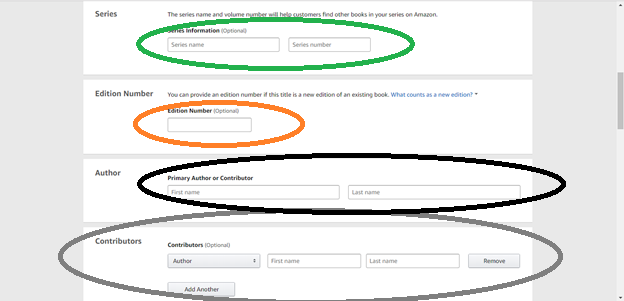 Series
The series name and volume number will help customers find other books in your series on Amazon.
Series Information (Optional)
Series name Series number
Edition Number
You can provide an edition number if this title is a new edition of an existing book. What counts as a new edition?
Edition Number (Optional)
Author
Primary Author or Contributor
First name Last name
Contributors
Contributors (Optional)
Author First name Last name Remove
Add Another